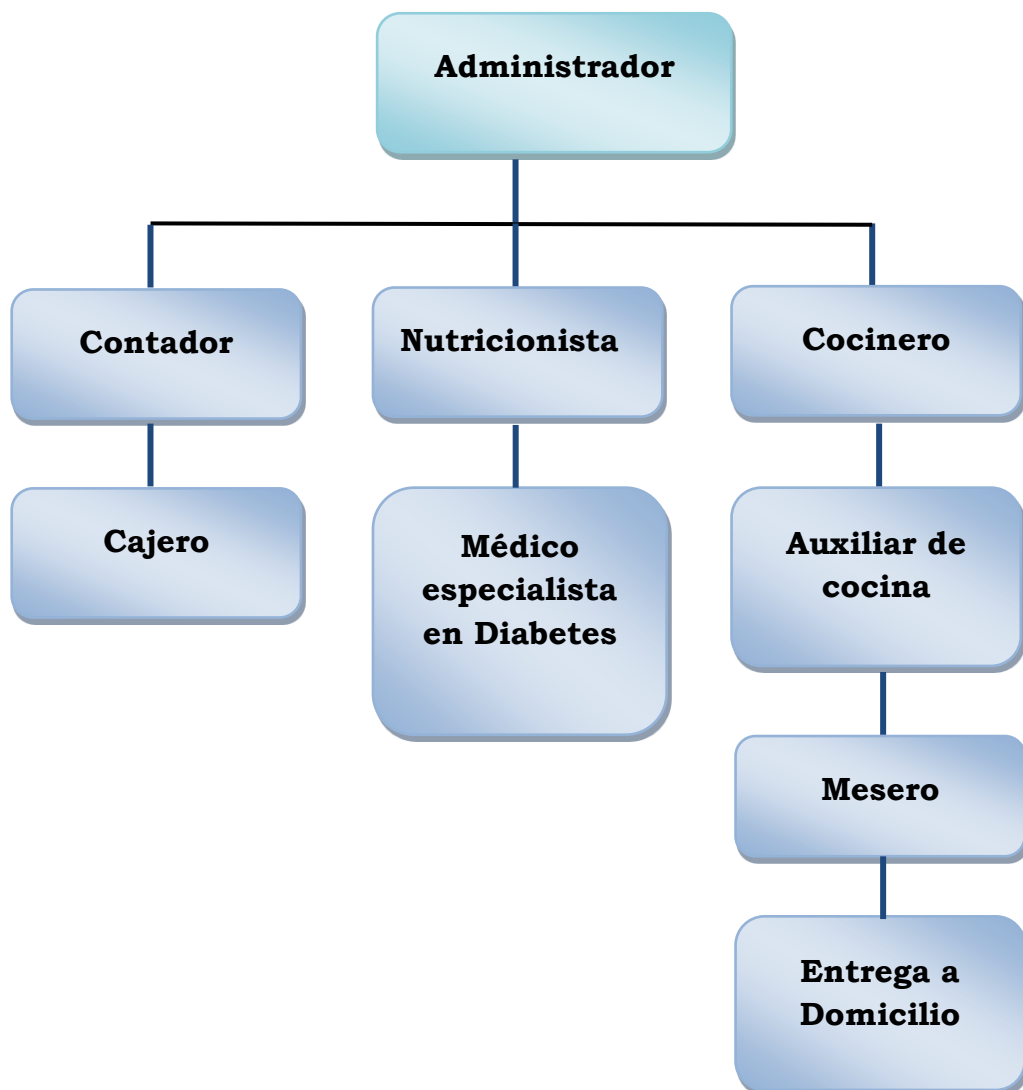 Administrador
Contador
Nutricionista
Cocinero
Cajero
Médico
especialista
en Diabetes
Auxiliar de
cocina
Mesero
Entrega a
Domicilio